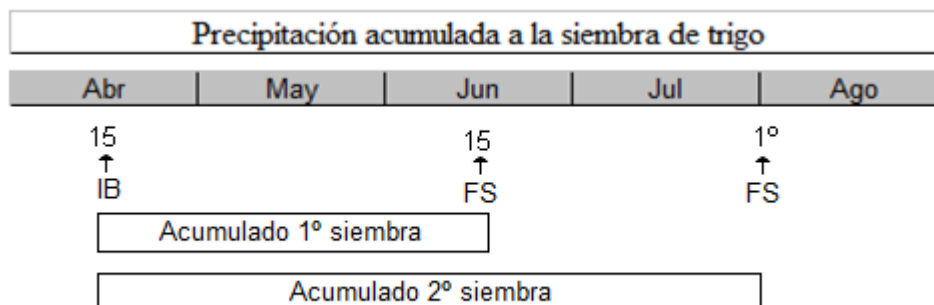 Precipitación acumulada a la siembra de trigo
Abr May Jun Jul Ago
15 15 1º
IB FS FS
Acumulado 1º siembra
Acumulado 2º siembra